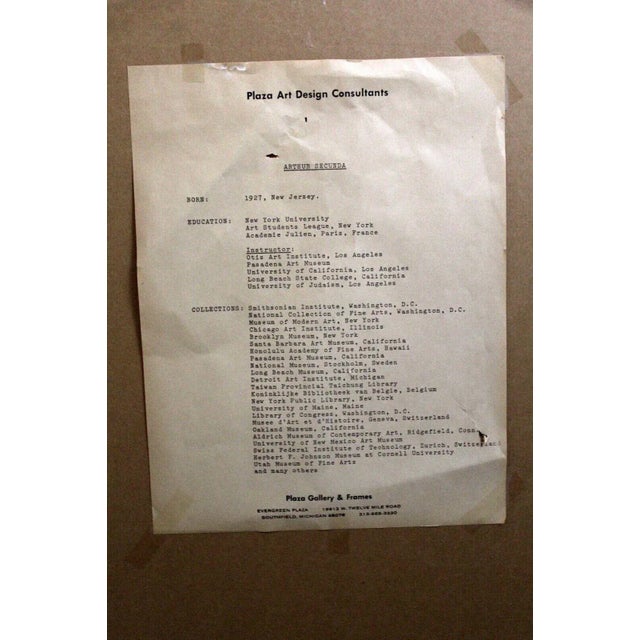 Plaza Art Design Consultants
1
ARTHUR SECUNDA
BORN: 1927, New Jersey.
EDUCATION: New York University
Art Students League, New York
Academie Julien, Paris, France
Instructor:
Otis Art Institute, Los Angeles
Pasadena Art Museum
University of California, Los Angeles
Long Beach State College, California
University of Judaism, Los Angeles
COLLECTIONS: Smithsonian Institute, Washington, D.C.
National Collection of Fine Arts, Washington, D.C.
Museum of Modern Art, New York
Chicago Art Institute, Illinois
Brooklyn Museum, New York
Santa Barbara Art Museum, California
Honolulu Academy of Fine Arts, Hawaii
Pasadena Art Museum, California
National Museum, Stockholm, Sweden
Long Beach Museum, California
Detroit Art Institute, Michigan
Taiwan Provincial Taichung Library
Koninklijke Bibliotheek van Belgie, Belgium
New York Public Library, New York
University of Maine, Maine
Library of Congress, Washington, D.C.
Musee d'Art et d'Histoire, Geneva, Switzerland
Oakland Museum, California
Aldrich Museum of Contemporary Art, Ridgefield, Conn.
University of New Mexico Art Museum
Swiss Federal Institute of Technology, Zurich, Switzerland
Herbert F. Johnson Museum at Cornell University
Utah Museum of Fine Arts
and many others
Plaza Gallery & Frames
EVERGREEN PLAZA 19813 W. TWELVE MILE ROAD
SOUTHFIELD, MICHIGAN 48076